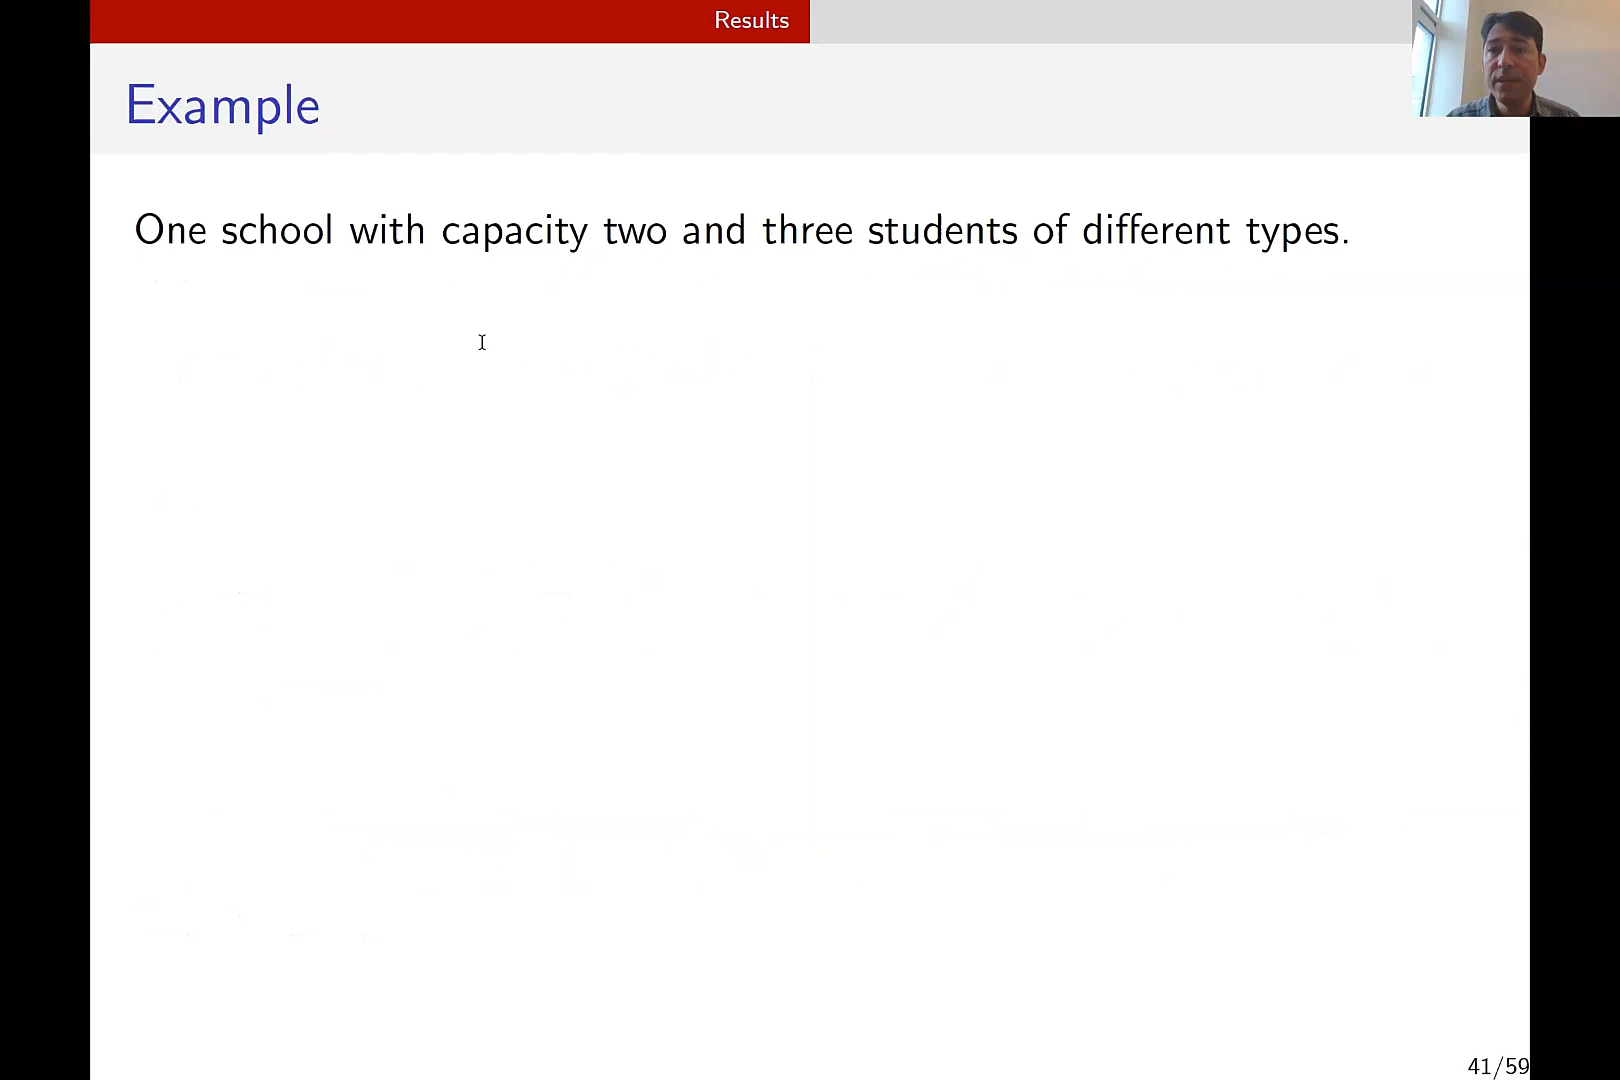 Results
Example
One school with capacity two and three students of different types.
41/59